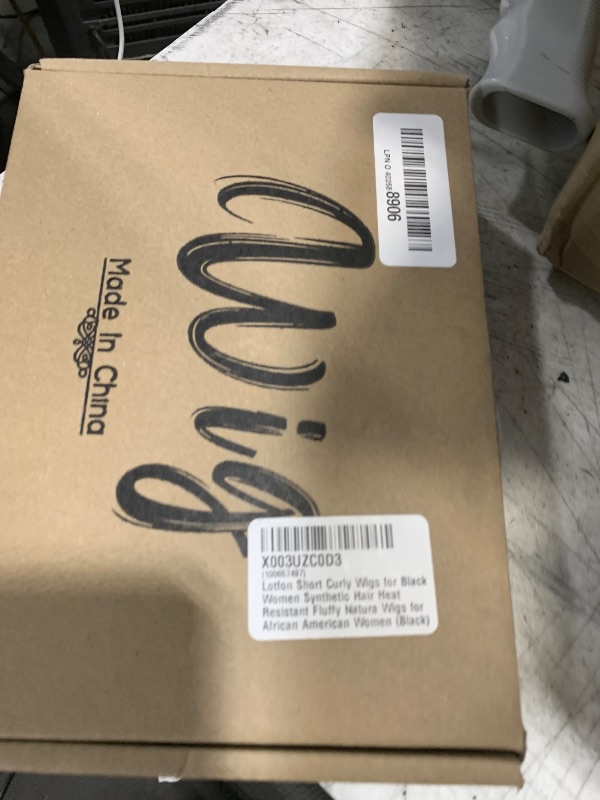 LPN 0 402568906
Wig
Made In China
X003UZC0D3
Lotfon Short Curly Wigs for Black
Women Synthetic Hair Heat
Resistant Fluffy Natura Wigs for
African American Women (Black)